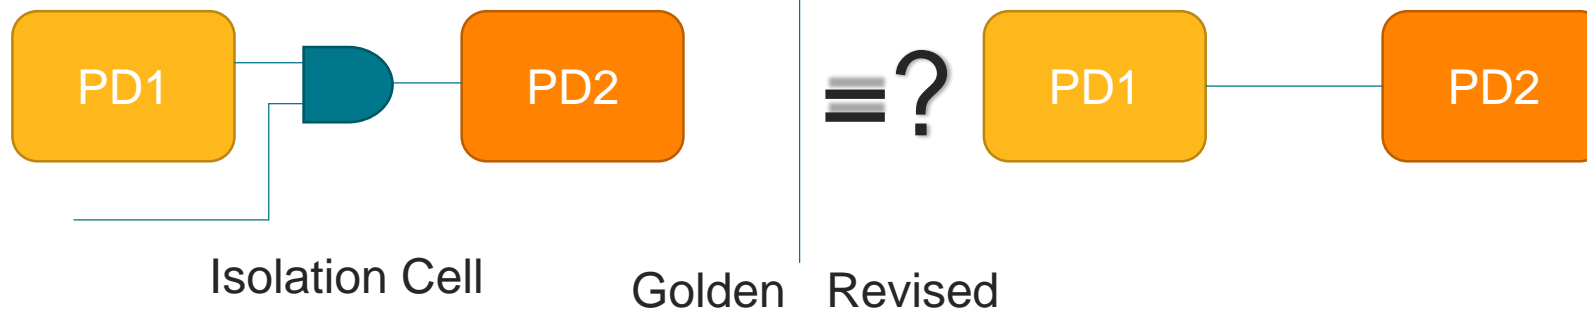 PD1
PD2
Isolation Cell
Golden
≡?
PD1
PD2
Revised